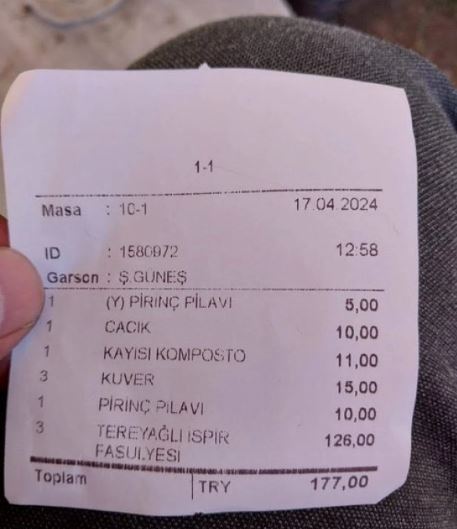 1-1
Masa : 10-1 17.04.2024
ID : 1580972 12:58
Garson : Ş.GÜNEŞ
1 (Y) PİRİNÇ PİLAVI 5,00
1 CACIK 10,00
1 KAYISI KOMPOSTO 11,00
3 KUVER 15,00
1 PİRİNÇ PİLAVI 10,00
3 TEREYAĞLI İSPİR 126,00
FASULYESİ
Toplam TRY 177,00